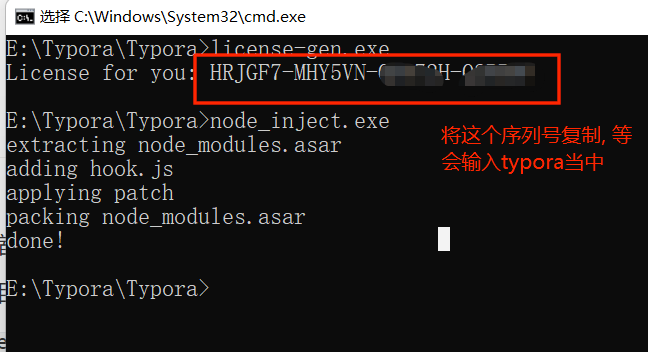 选择 C:\Windows\System32\cmd.exe
E:\Typora\Typora>license-gen.exe
License for you: HRJGF7-MHY5VN-
E:\Typora\Typora>node_inject.exe
extracting node_modules.asar
adding hook.js
applying patch
packing node_modules.asar
done!
将这个序列号复制, 等
会输入typora当中
E:\Typora\Typora>